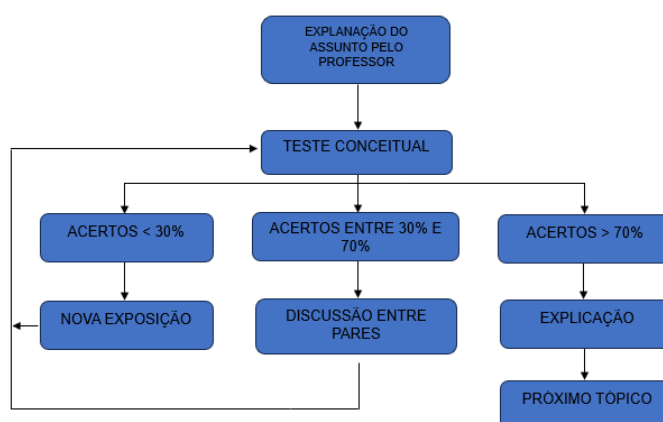 EXPLANAÇÃO DO
ASSUNTO PELO
PROFESSOR
TESTE CONCEITUAL
ACERTOS < 30%
ACERTOS ENTRE 30% E
70%
ACERTOS > 70%
NOVA EXPOSIÇÃO
DISCUSSÃO ENTRE
PARES
EXPLICAÇÃO
PRÓXIMO TÓPICO